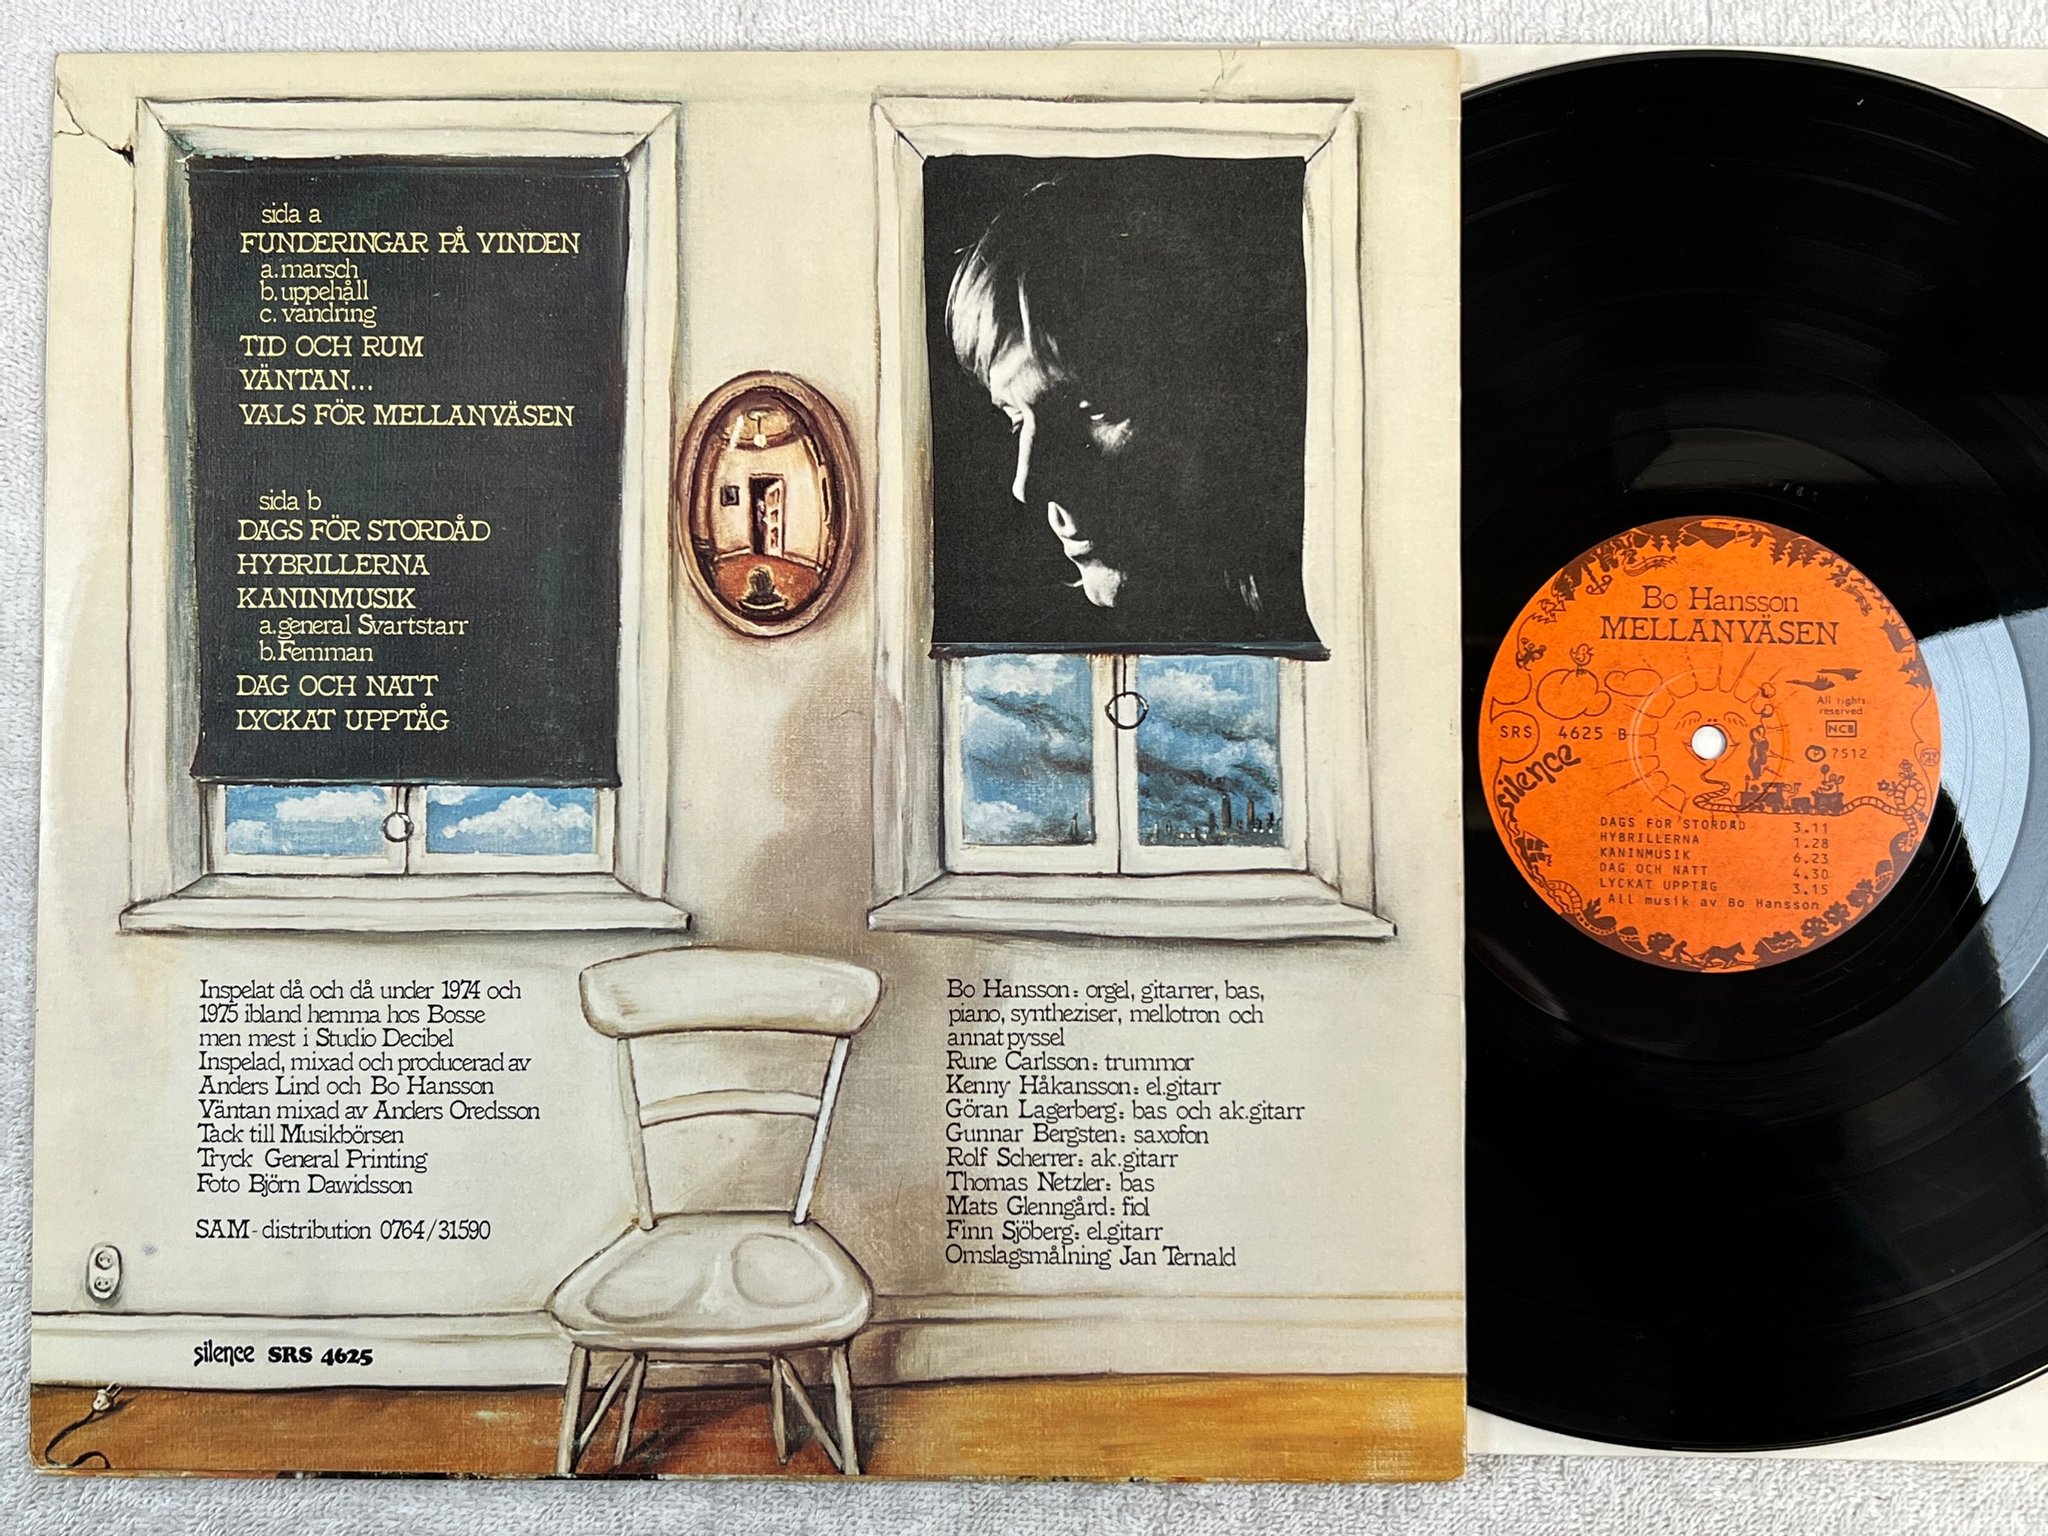 sida a
FUNDERINGAR PÅ VINDEN
a. marsch
b. uppehåll
c. vandring
TID OCH RUM
VÄNTAN...
VALS FÖR MELLANVÄSEN
sida b
DAGS FÖR STORDÅD
HYBRILLERNA
KANINMUSIK
a. general Svartstarr
b. Femman
DAG OCH NATT
LYCKAT UPPTÅG
Inspelat då och då under 1974 och
1975 ibland hemma hos Bosse
men mest i Studio Decibel
Inspelad, mixad och producerad av
Anders Lind och Bo Hansson
Väntan mixad av Anders Oredsson
Tack till Musikbörsen
Tryck General Printing
Foto Björn Dawidsson
SAM-distribution 0764/31590
silence SRS 4625
Bo Hansson: orgel, gitarrer, bas,
piano, syntheziser, mellotron och
annat pyssel
Rune Carlsson: trummor
Kenny Håkansson: el.gitarr
Göran Lagerberg: bas och ak.gitarr
Gunnar Bergsten: saxofon
Rolf Scherrer: ak.gitarr
Thomas Netzler: bas
Mats Glenngård: fiol
Finn Sjöberg: el.gitarr
Omslagsmålning Jan Ternald
Bo Hansson
MELLANVÄSEN
All rights
reserved
NCB
SRS 4625 B
℗ 7512
silence
DAGS FÖR STORDÅD 3.11
HYBRILLERNA 1.28
KANINMUSIK 6.23
DAG OCH NATT 4.30
LYCKAT UPPTÅG 3.15
All musik av Bo Hansson